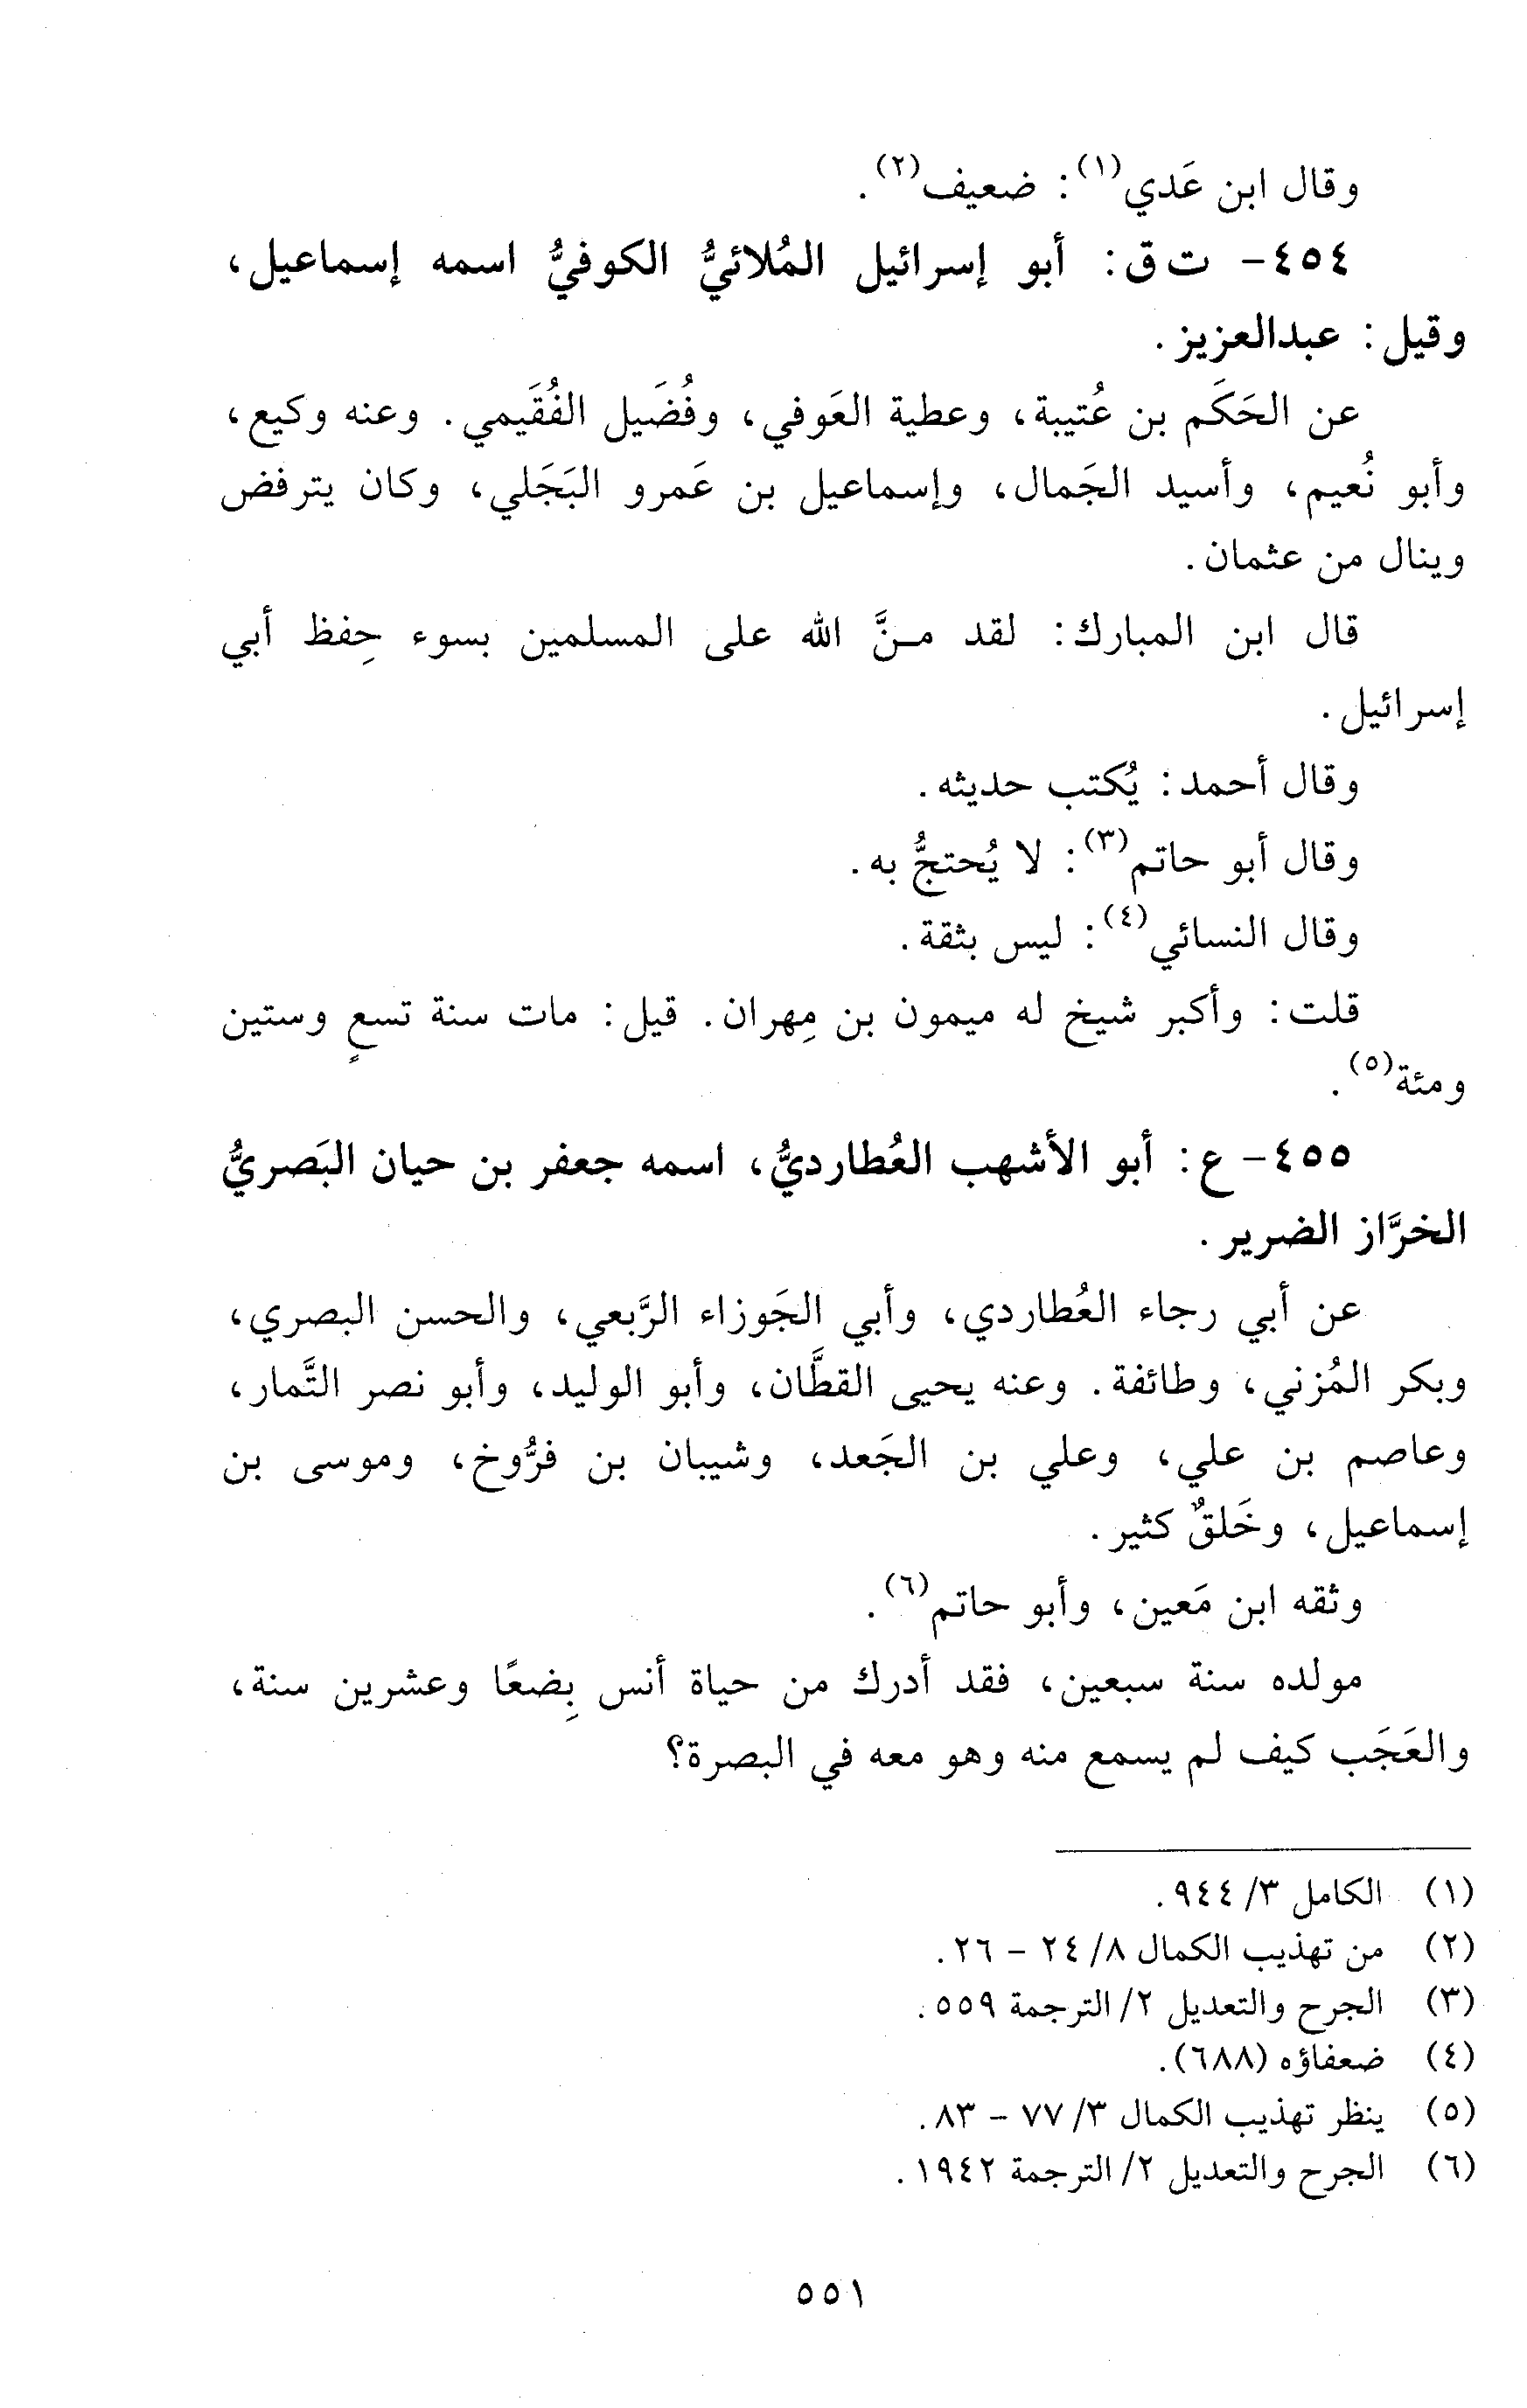 وقال ابن عَدي(١): ضعيف(٢).
٤٥٤- ت ق: أبو إسرائيل المُلائيُّ الكوفيُّ اسمه إسماعيل،
وقيل: عبدالعزيز.
عن الحَكَم بن عُتيبة، وعطية العَوفي، وفُضَيل الفُقَيمي. وعنه وكيع،
وأبو نُعيم، وأسيد الجَمال، وإسماعيل بن عَمرو البَجَلي، وكان يترفض
وينال من عثمان.
قال ابن المبارك: لقد مـنَّ الله على المسلمين بسوء حِفظ أبي
إسرائيل.
وقال أحمد: يُكتب حديثه.
وقال أبو حاتم(٣): لا يُحتجُّ به.
وقال النسائي(٤): ليس بثقة.
قلت: وأكبر شيخ له ميمون بن مِهران. قيل: مات سنة تسعٍ وستين
ومئة(٥).
٤٥٥- ع: أبو الأشهب العُطارديُّ، اسمه جعفر بن حيان البَصريُّ
الخرَّاز الضرير.
عن أبي رجاء العُطاردي، وأبي الجَوزاء الرَّبعي، والحسن البصري،
وبكر المُزني، وطائفة. وعنه يحيى القطَّان، وأبو الوليد، وأبو نصر التَّمار،
وعاصم بن علي، وعلي بن الجَعد، وشيبان بن فرُّوخ، وموسى بن
إسماعيل، وخَلقٌ كثير.
وثقه ابن مَعين، وأبو حاتم(٦).
مولده سنة سبعين، فقد أدرك من حياة أنس بِضعًا وعشرين سنة،
والعَجَب كيف لم يسمع منه وهو معه في البصرة؟
(١) الكامل ٣/ ٩٤٤.
(٢) من تهذيب الكمال ٨/ ٢٤ - ٢٦.
(٣) الجرح والتعديل ٢/ الترجمة ٥٥٩.
(٤) ضعفاؤه (٦٨٨).
(٥) ينظر تهذيب الكمال ٣/ ٧٧ - ٨٣.
(٦) الجرح والتعديل ٢/ الترجمة ١٩٤٢.
٥٥١